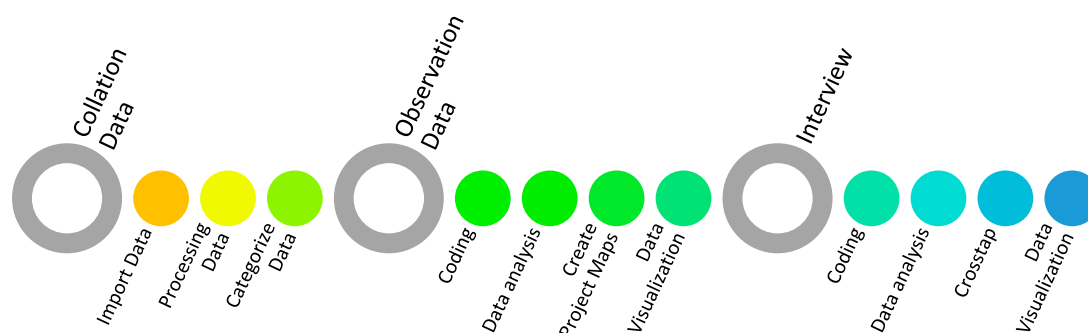 Collation
Data
Import Data
Processing
Data
Categorize
Data
Observation
Data
Coding
Data analysis
Create
Project Maps
Data
Visualization
Interview
Coding
Data analysis
Crosstap
Data
Visualization